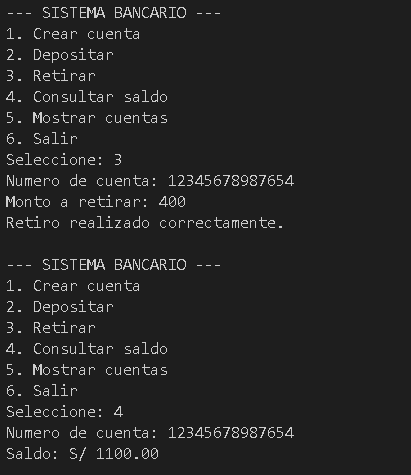 --- SISTEMA BANCARIO ---
1. Crear cuenta
2. Depositar
3. Retirar
4. Consultar saldo
5. Mostrar cuentas
6. Salir
Seleccione: 3
Numero de cuenta: 12345678987654
Monto a retirar: 400
Retiro realizado correctamente.
--- SISTEMA BANCARIO ---
1. Crear cuenta
2. Depositar
3. Retirar
4. Consultar saldo
5. Mostrar cuentas
6. Salir
Seleccione: 4
Numero de cuenta: 12345678987654
Saldo: S/ 1100.00